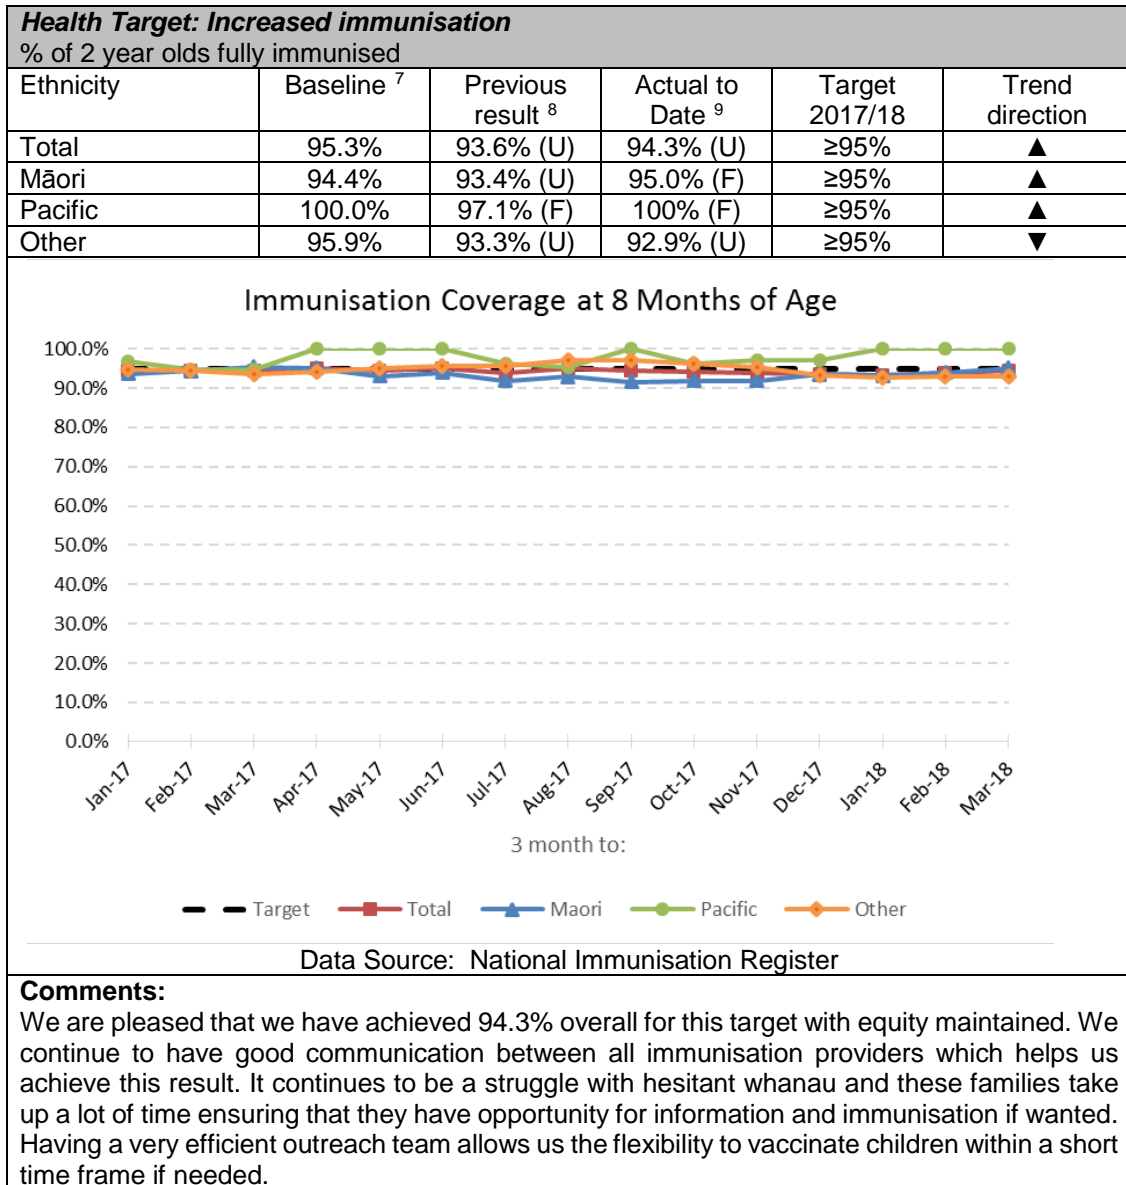 Health Target: Increased immunisation
% of 2 year olds fully immunised
Ethnicity Baseline 7 Previous result 8 Actual to Date 9 Target 2017/18 Trend direction
Total 95.3% 93.6% (U) 94.3% (U) ≥95% ▲
Māori 94.4% 93.4% (U) 95.0% (F) ≥95% ▲
Pacific 100.0% 97.1% (F) 100% (F) ≥95% ▲
Other 95.9% 93.3% (U) 92.9% (U) ≥95% ▼
Immunisation Coverage at 8 Months of Age
100.0%
90.0%
80.0%
70.0%
60.0%
50.0%
40.0%
30.0%
20.0%
10.0%
0.0%
Jan-17 Feb-17 Mar-17 Apr-17 May-17 Jun-17 Jul-17 Aug-17 Sep-17 Oct-17 Nov-17 Dec-17 Jan-18 Feb-18 Mar-18
3 month to:
Target Total Maori Pacific Other
Data Source: National Immunisation Register
Comments:
We are pleased that we have achieved 94.3% overall for this target with equity maintained. We
continue to have good communication between all immunisation providers which helps us
achieve this result. It continues to be a struggle with hesitant whanau and these families take
up a lot of time ensuring that they have opportunity for information and immunisation if wanted.
Having a very efficient outreach team allows us the flexibility to vaccinate children within a short
time frame if needed.